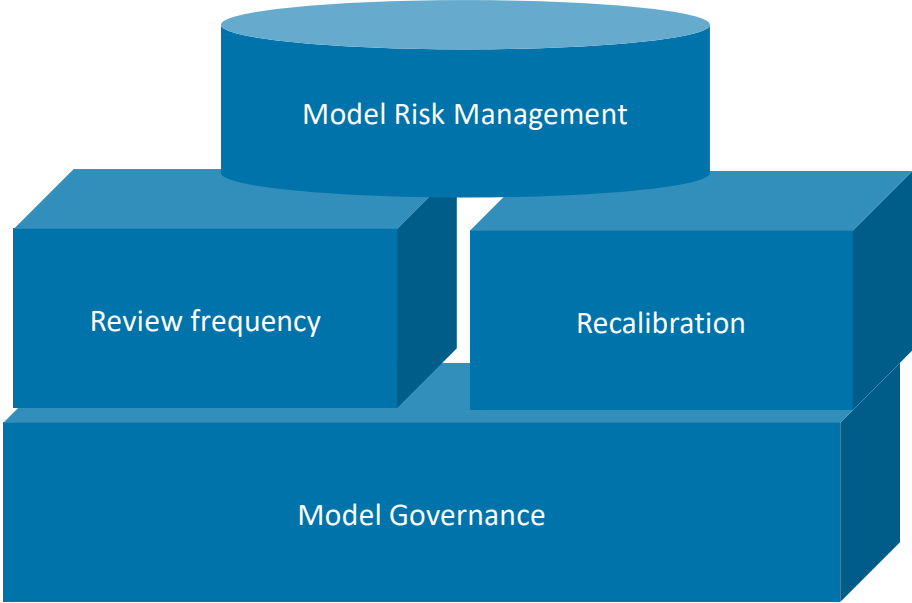 Model Risk Management
Review frequency
Recalibration
Model Governance